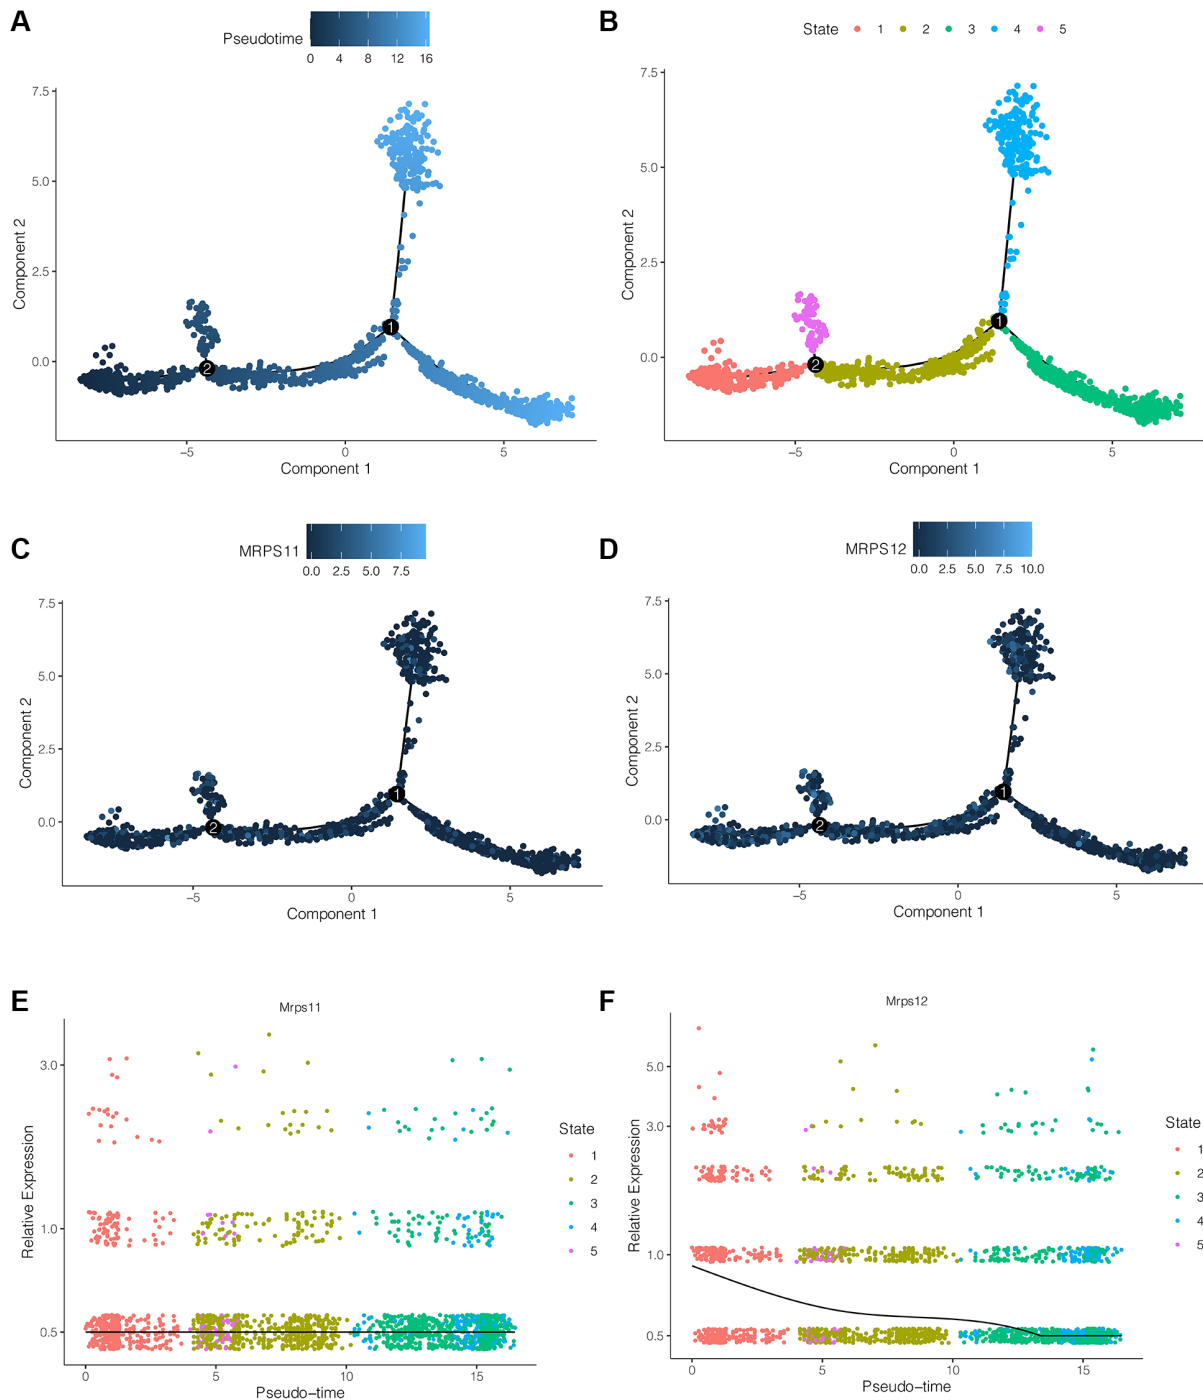 A
Pseudotime
0 4 8 12 16
7.5
5.0
2.5
0.0
Component 2
1
2
−5 0 5
Component 1
B
State 1 2 3 4 5
7.5
5.0
2.5
0.0
Component 2
1
2
−5 0 5
Component 1
C
MRPS11
0.0 2.5 5.0 7.5
7.5
5.0
2.5
0.0
Component 2
1
2
−5 0 5
Component 1
D
MRPS12
0.0 2.5 5.0 7.5 10.0
7.5
5.0
2.5
0.0
Component 2
1
2
−5 0 5
Component 1
E
Mrps11
3.0
1.0
0.5
Relative Expression
0 5 10 15
Pseudo−time
State
1
2
3
4
5
F
Mrps12
5.0
3.0
1.0
0.5
Relative Expression
0 5 10 15
Pseudo−time
State
1
2
3
4
5